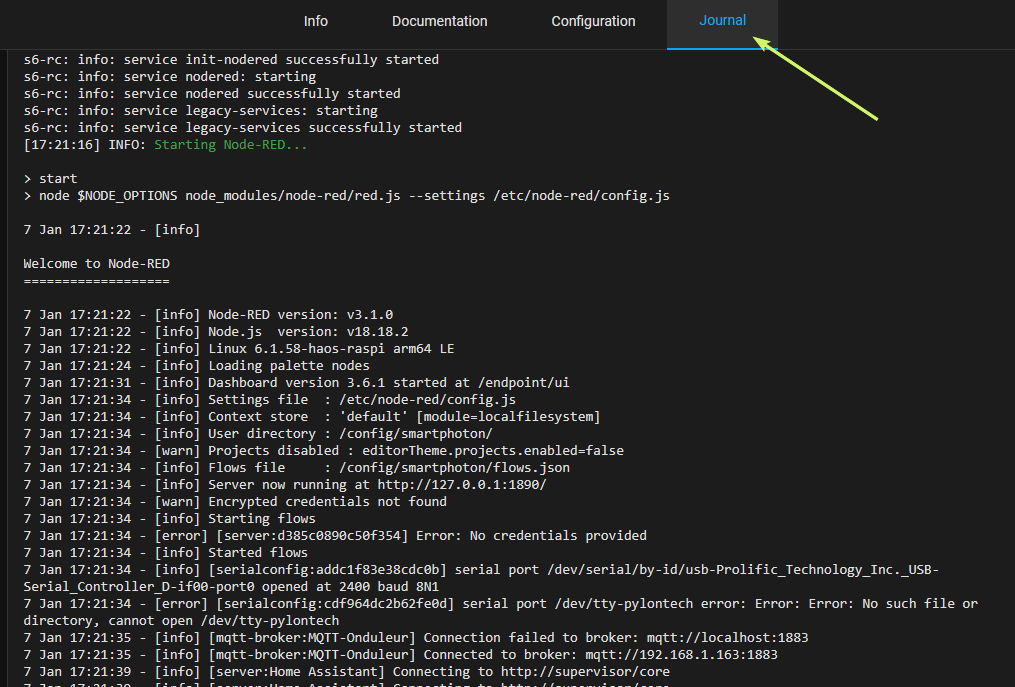 Info Documentation Configuration Journal
s6-rc: info: service init-nodered successfully started
s6-rc: info: service nodered: starting
s6-rc: info: service nodered successfully started
s6-rc: info: service legacy-services: starting
s6-rc: info: service legacy-services successfully started
[17:21:16] INFO: Starting Node-RED...
> start
> node $NODE_OPTIONS node_modules/node-red/red.js --settings /etc/node-red/config.js
7 Jan 17:21:22 - [info]
Welcome to Node-RED
===================
7 Jan 17:21:22 - [info] Node-RED version: v3.1.0
7 Jan 17:21:22 - [info] Node.js  version: v18.18.2
7 Jan 17:21:22 - [info] Linux 6.1.58-haos-raspi arm64 LE
7 Jan 17:21:24 - [info] Loading palette nodes
7 Jan 17:21:31 - [info] Dashboard version 3.6.1 started at /endpoint/ui
7 Jan 17:21:34 - [info] Settings file  : /etc/node-red/config.js
7 Jan 17:21:34 - [info] Context store  : 'default' [module=localfilesystem]
7 Jan 17:21:34 - [info] User directory : /config/smartphoton/
7 Jan 17:21:34 - [warn] Projects disabled : editorTheme.projects.enabled=false
7 Jan 17:21:34 - [info] Flows file     : /config/smartphoton/flows.json
7 Jan 17:21:34 - [info] Server now running at http://127.0.0.1:1890/
7 Jan 17:21:34 - [warn] Encrypted credentials not found
7 Jan 17:21:34 - [info] Starting flows
7 Jan 17:21:34 - [error] [server:d385c0890c50f354] Error: No credentials provided
7 Jan 17:21:34 - [info] Started flows
7 Jan 17:21:34 - [info] [serialconfig:addc1f83e38cdc0b] serial port /dev/serial/by-id/usb-Prolific_Technology_Inc._USB-
Serial_Controller_D-if00-port0 opened at 2400 baud 8N1
7 Jan 17:21:34 - [error] [serialconfig:cdf964dc2b62fe0d] serial port /dev/tty-pylontech error: Error: Error: No such file or
directory, cannot open /dev/tty-pylontech
7 Jan 17:21:35 - [info] [mqtt-broker:MQTT-Onduleur] Connection failed to broker: mqtt://localhost:1883
7 Jan 17:21:35 - [info] [mqtt-broker:MQTT-Onduleur] Connected to broker: mqtt://192.168.1.163:1883
7 Jan 17:21:39 - [info] [server:Home Assistant] Connecting to http://supervisor/core
7 Jan 17:21:39 - [info] [server:Home Assistant] Connecting to http://supervisor/core